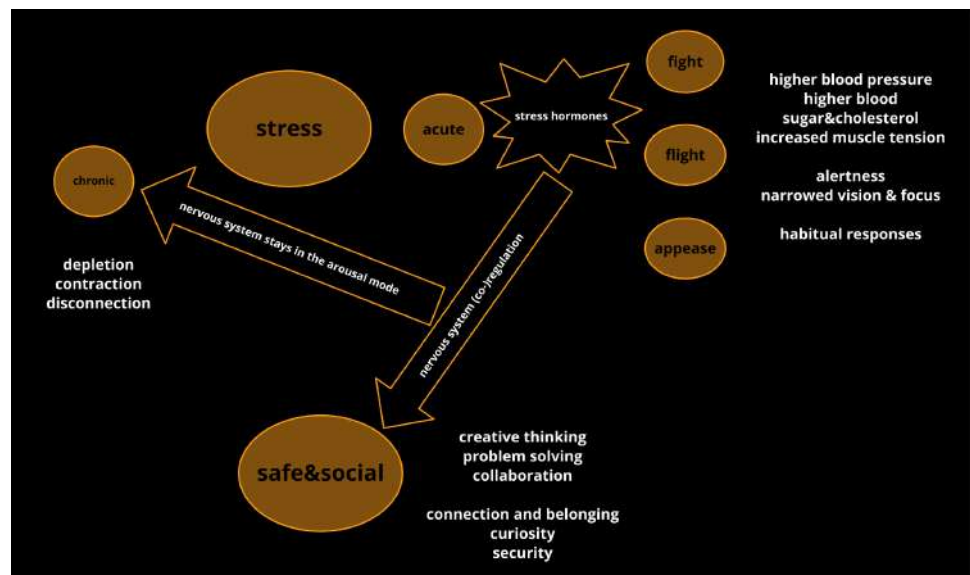 stress
acute
stress hormones
fight
flight
appease
higher blood pressure
higher blood
sugar&cholesterol
increased muscle tension
alertness
narrowed vision & focus
habitual responses
chronic
nervous system stays in the arousal mode
depletion
contraction
disconnection
nervous system (co-)regulation
safe&social
creative thinking
problem solving
collaboration
connection and belonging
curiosity
security